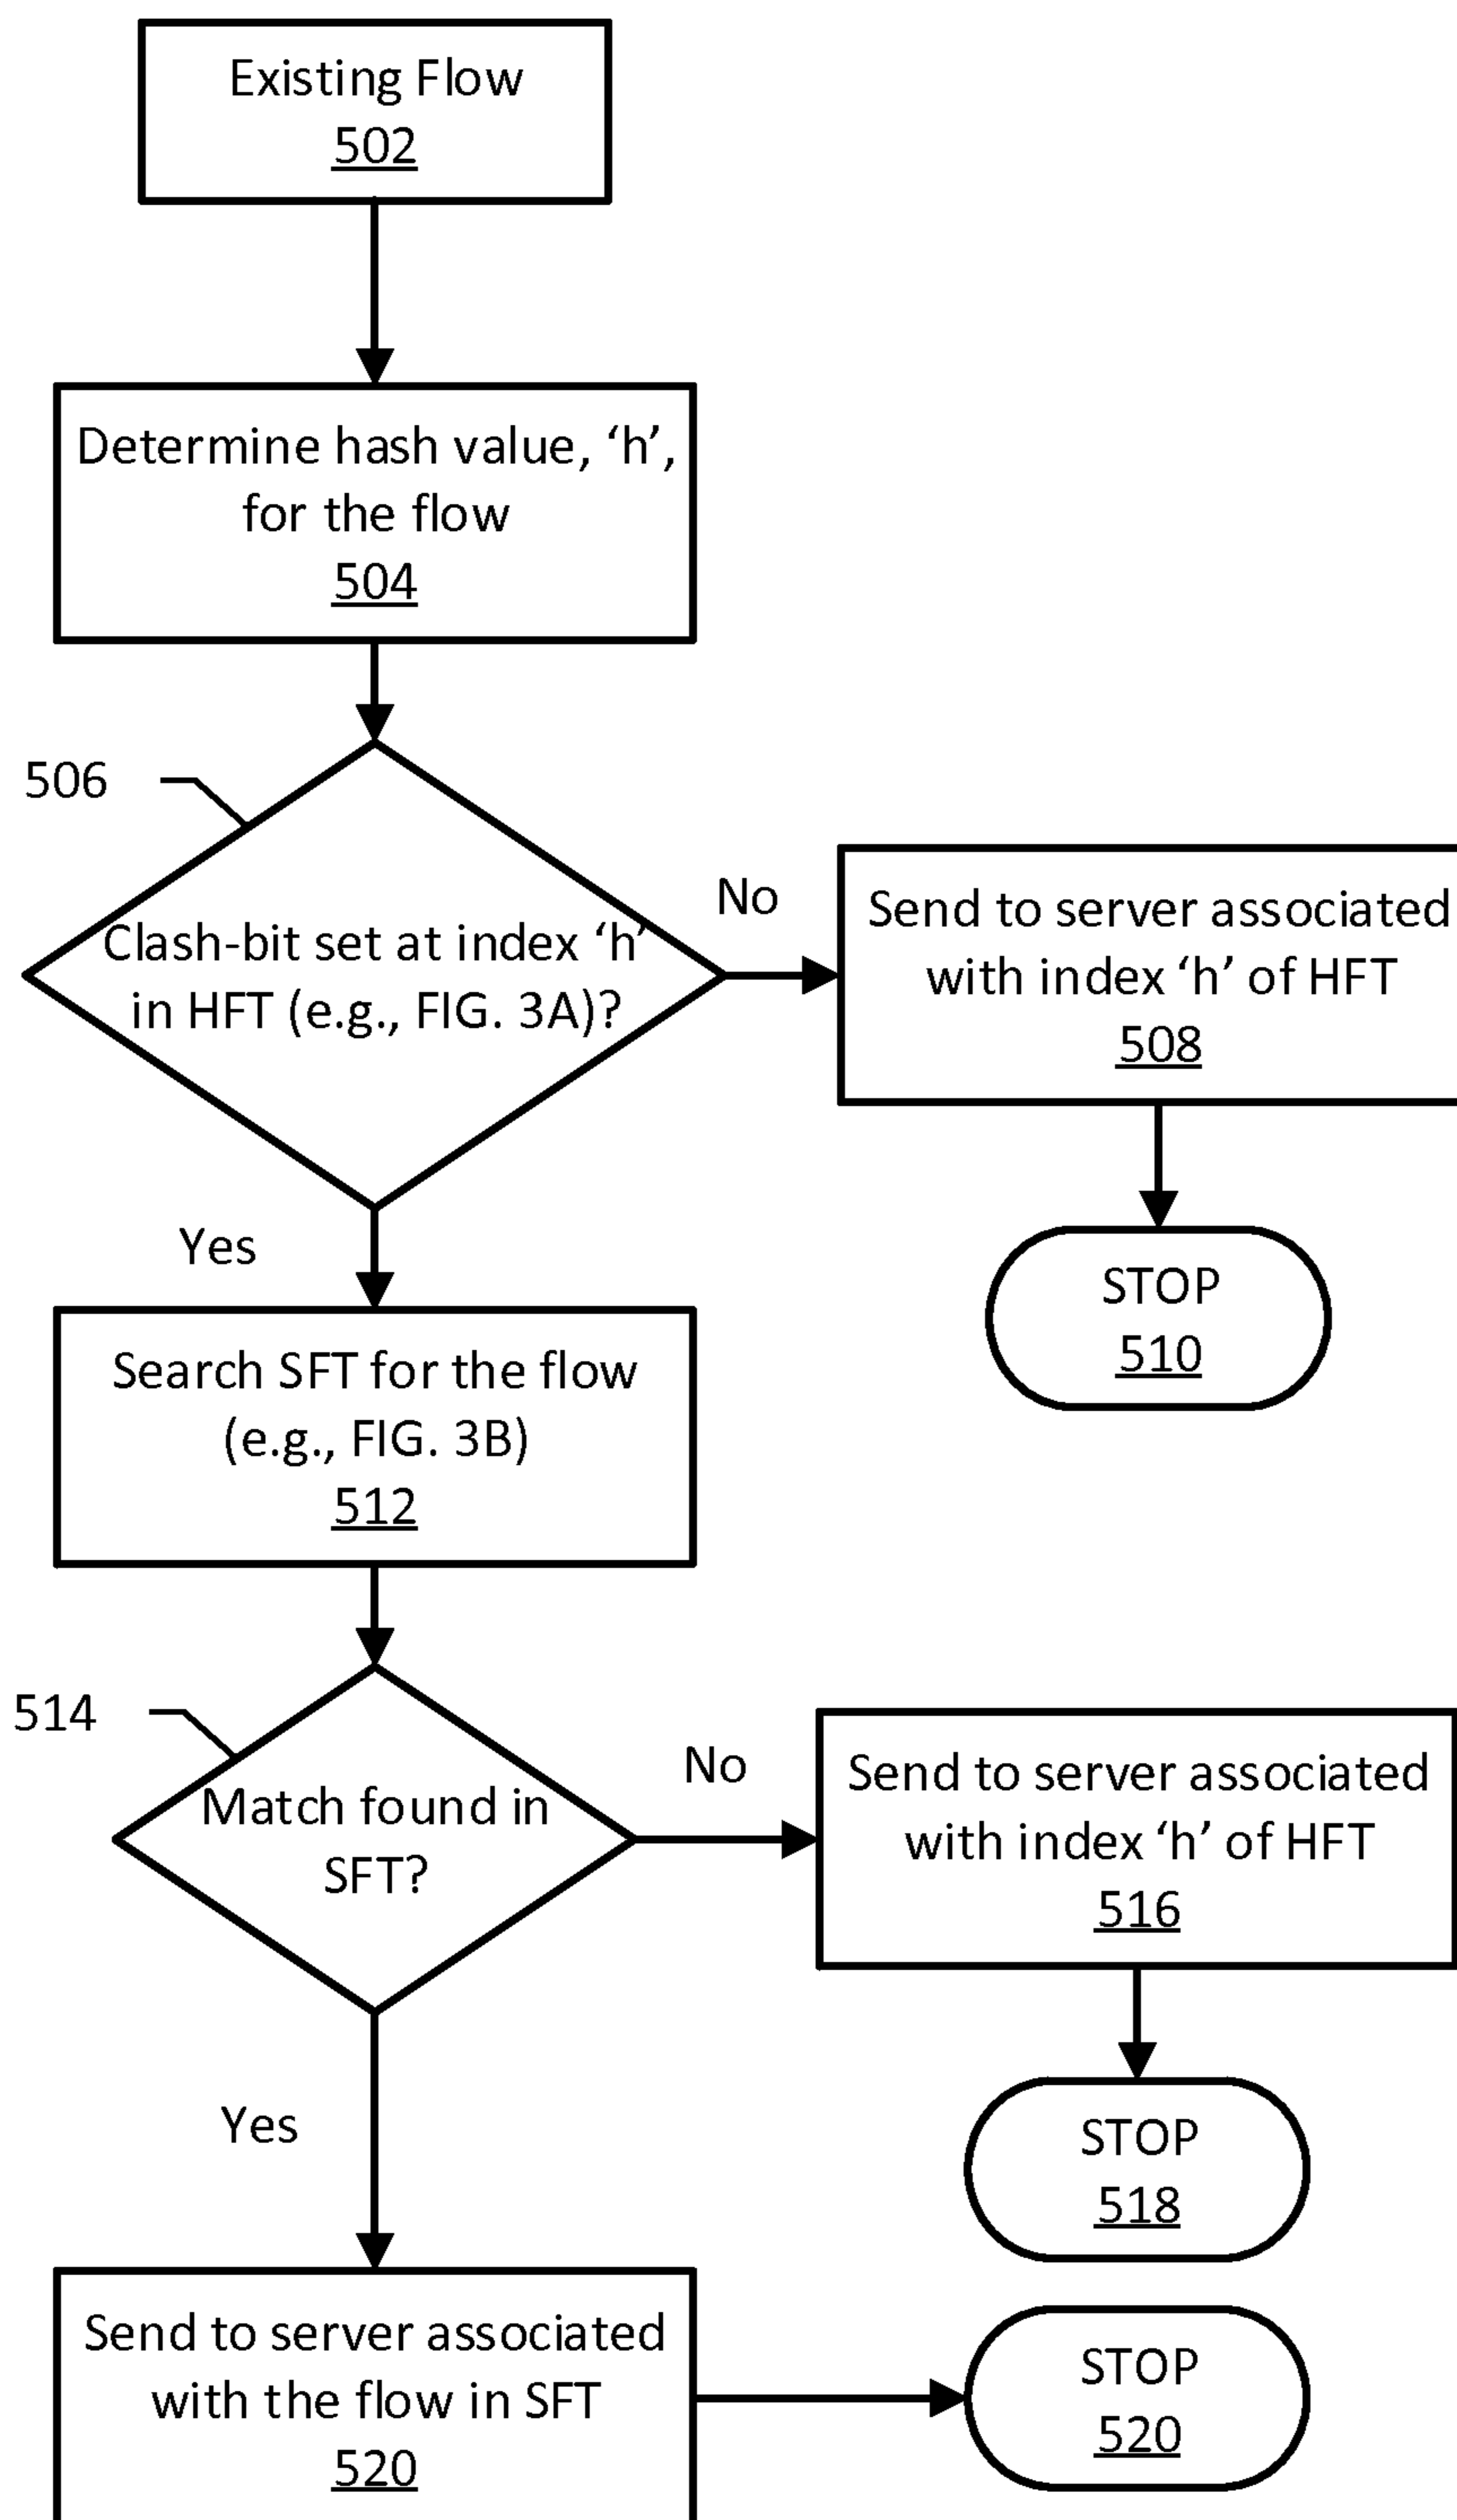 Existing Flow
502
Determine hash value, ‘h’,
for the flow
504
506
Clash-bit set at index ‘h’
in HFT (e.g., FIG. 3A)?
No
Send to server associated
with index ‘h’ of HFT
508
STOP
510
Yes
Search SFT for the flow
(e.g., FIG. 3B)
512
514
Match found in
SFT?
No
Send to server associated
with index ‘h’ of HFT
516
STOP
518
Yes
Send to server associated
with the flow in SFT
520
STOP
520